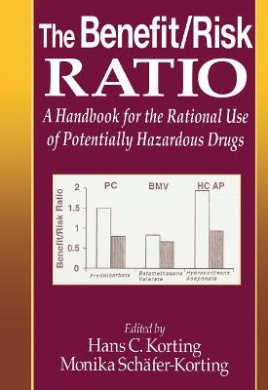 The Benefit/Risk
RATIO
A Handbook for the Rational Use
of Potentially Hazardous Drugs
PC BMV HC AP
Benefit/Risk Ratio
2
1.5
1
0.5
0
Prednicarbate Betamethasone Valerate Hydrocortisone Aceponate
Edited by
Hans C. Korting
Monika Schäfer-Korting